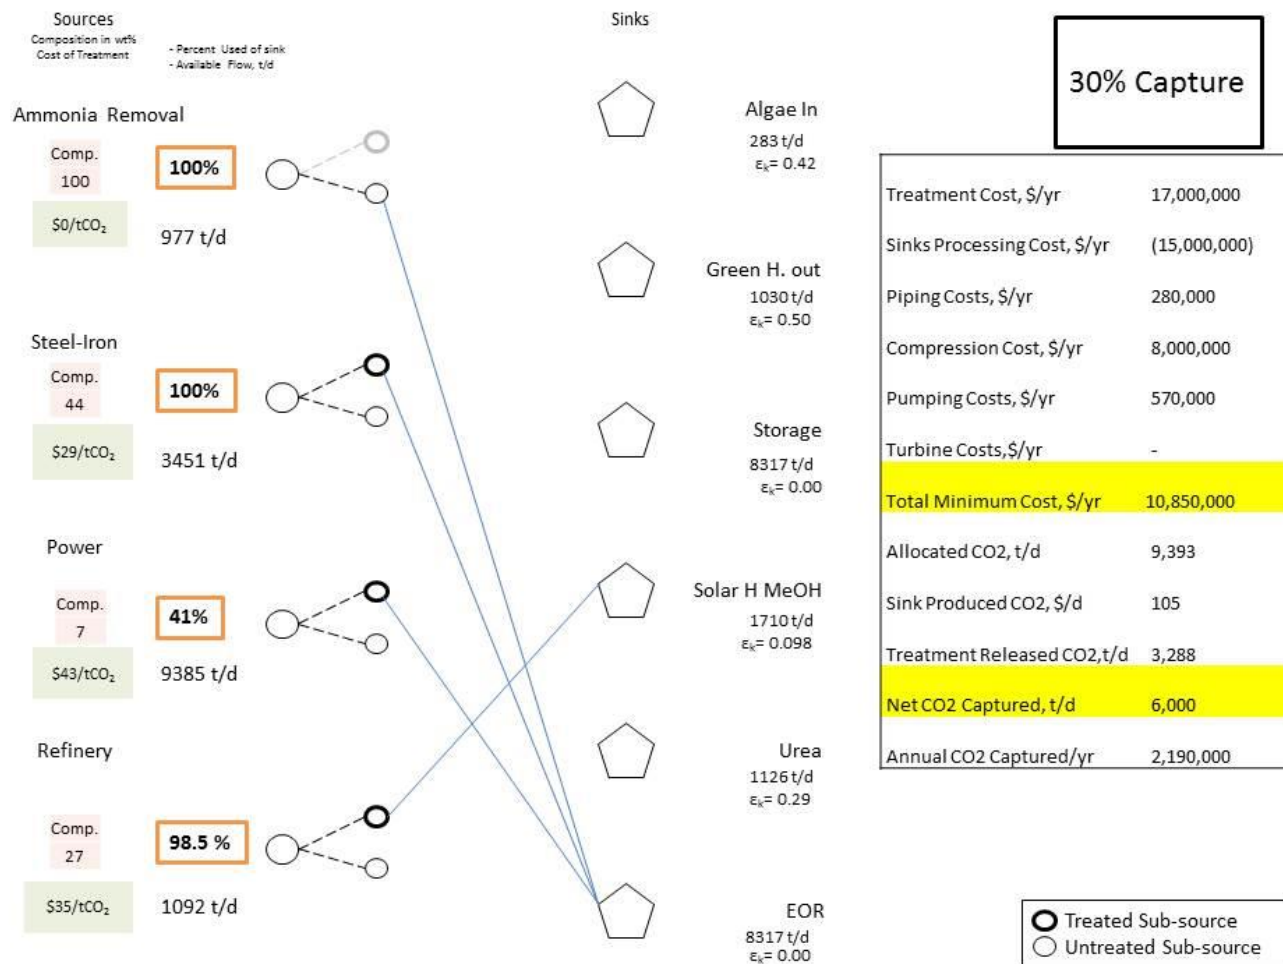 Sources
Composition in wt%
Cost of Treatment
- Percent Used of sink
- Available Flow, t/d
Sinks
30% Capture
Ammonia Removal
Comp.
100
100%
$0/tCO₂
977 t/d
Steel-Iron
Comp.
44
100%
$29/tCO₂
3451 t/d
Power
Comp.
7
41%
$43/tCO₂
9385 t/d
Refinery
Comp.
27
98.5 %
$35/tCO₂
1092 t/d
Algae In
283 t/d
εₖ= 0.42
Green H. out
1030 t/d
εₖ= 0.50
Storage
8317 t/d
εₖ= 0.00
Solar H MeOH
1710 t/d
εₖ= 0.098
Urea
1126 t/d
εₖ= 0.29
EOR
8317 t/d
εₖ= 0.00
Treatment Cost, $/yr 17,000,000
Sinks Processing Cost, $/yr (15,000,000)
Piping Costs, $/yr 280,000
Compression Cost, $/yr 8,000,000
Pumping Costs, $/yr 570,000
Turbine Costs,$/yr -
Total Minimum Cost, $/yr 10,850,000
Allocated CO2, t/d 9,393
Sink Produced CO2, $/d 105
Treatment Released CO2,t/d 3,288
Net CO2 Captured, t/d 6,000
Annual CO2 Captured/yr 2,190,000
Treated Sub-source
Untreated Sub-source